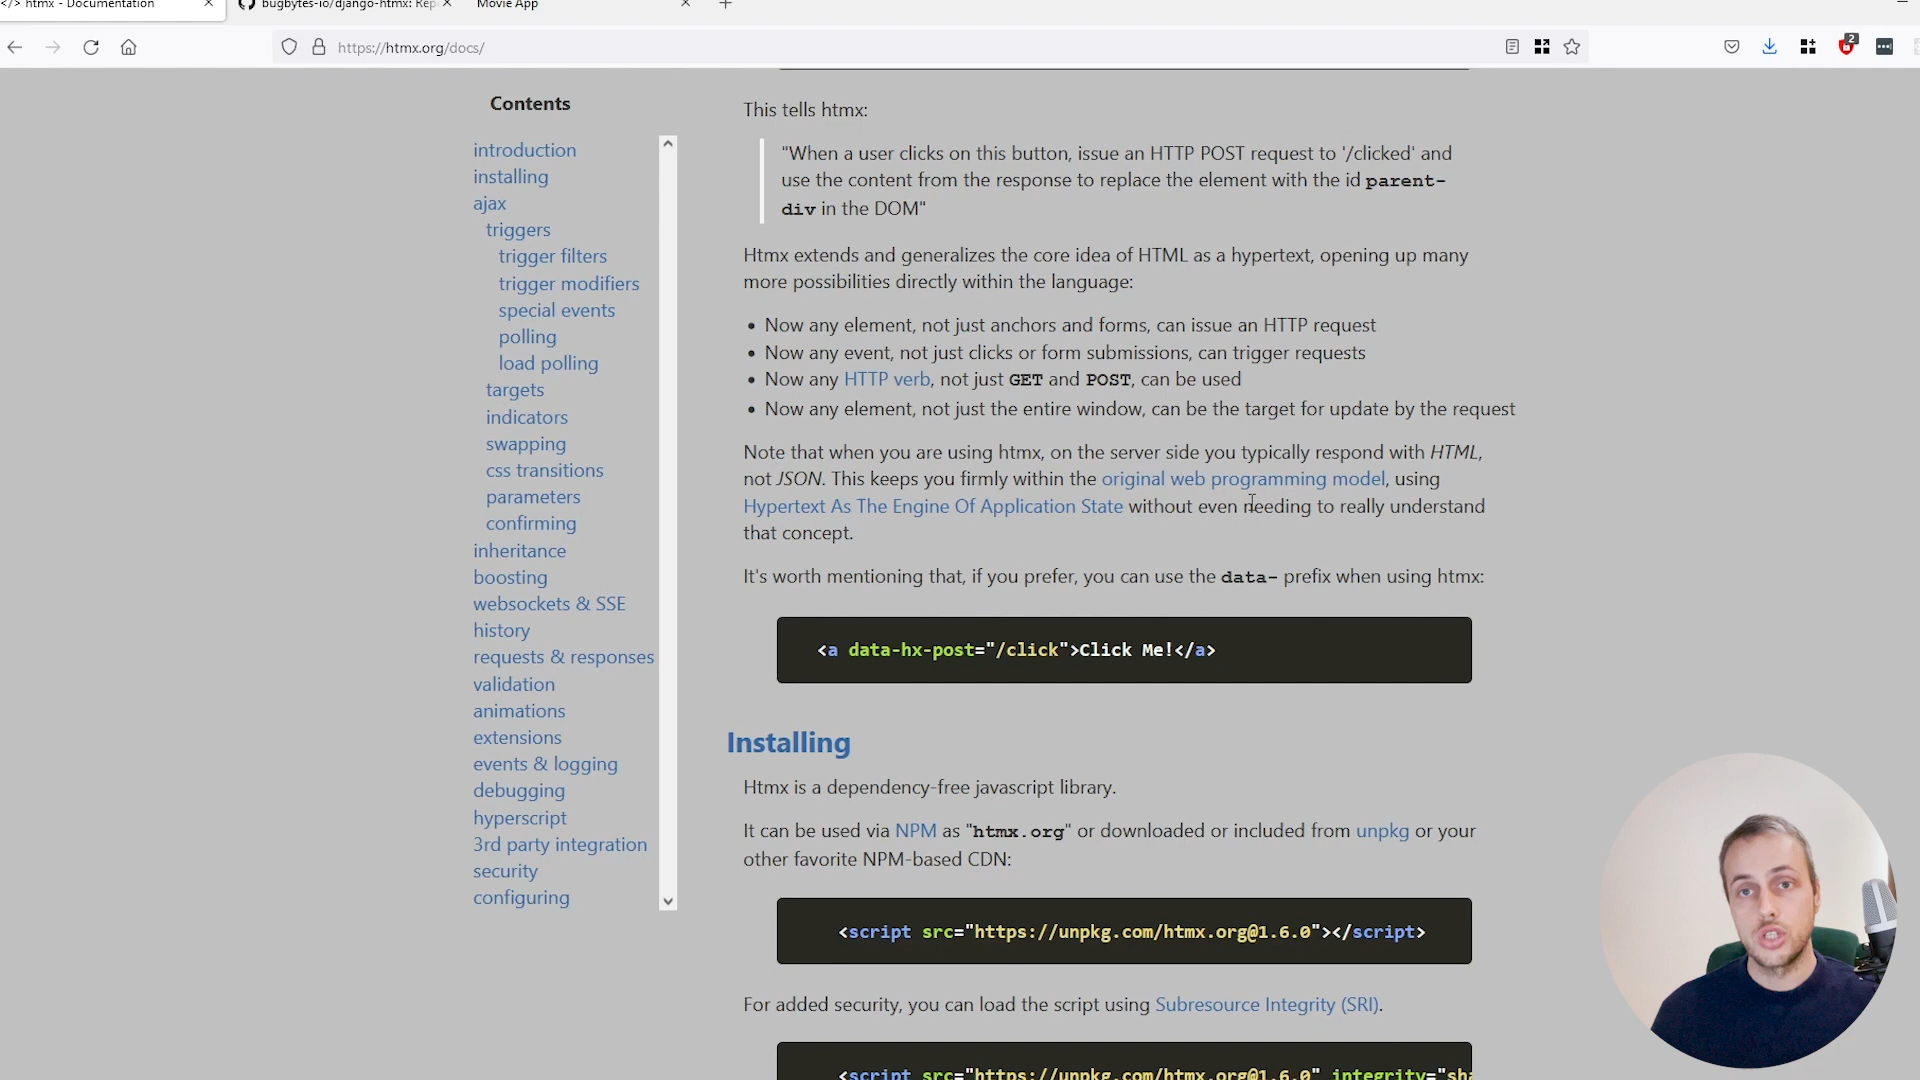 </> htmx - Documentation
bugbytes-io/django-htmx: Rep
Movie App
https://htmx.org/docs/
2
Contents
introduction
installing
ajax
triggers
trigger filters
trigger modifiers
special events
polling
load polling
targets
indicators
swapping
css transitions
parameters
confirming
inheritance
boosting
websockets & SSE
history
requests & responses
validation
animations
extensions
events & logging
debugging
hyperscript
3rd party integration
security
configuring
This tells htmx:
"When a user clicks on this button, issue an HTTP POST request to '/clicked' and
use the content from the response to replace the element with the id parent-
div in the DOM"
Htmx extends and generalizes the core idea of HTML as a hypertext, opening up many
more possibilities directly within the language:
• Now any element, not just anchors and forms, can issue an HTTP request
• Now any event, not just clicks or form submissions, can trigger requests
• Now any HTTP verb, not just GET and POST, can be used
• Now any element, not just the entire window, can be the target for update by the request
Note that when you are using htmx, on the server side you typically respond with HTML,
not JSON. This keeps you firmly within the original web programming model, using
Hypertext As The Engine Of Application State without even needing to really understand
that concept.
It's worth mentioning that, if you prefer, you can use the data- prefix when using htmx:
<a data-hx-post="/click">Click Me!</a>
Installing
Htmx is a dependency-free javascript library.
It can be used via NPM as "htmx.org" or downloaded or included from unpkg or your
other favorite NPM-based CDN:
<script src="https://unpkg.com/htmx.org@1.6.0"></script>
For added security, you can load the script using Subresource Integrity (SRI).
<script src="https://unpkg.com/htmx.org@1.6.0" integrity="sha